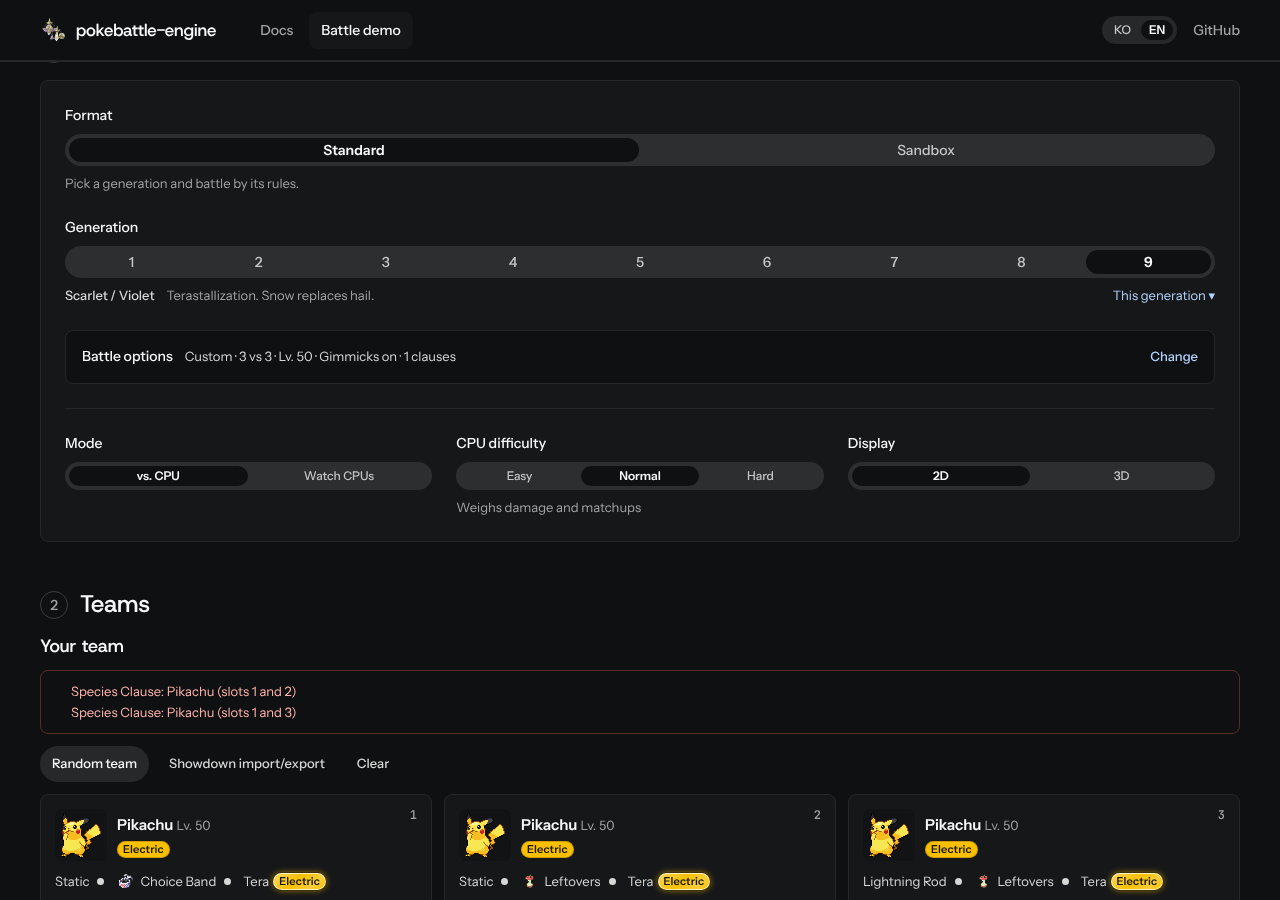 pokebattle-engine Docs Battle demo KO EN GitHub
Format
Standard Sandbox
Pick a generation and battle by its rules.
Generation
1 2 3 4 5 6 7 8 9
Scarlet / Violet Terastallization. Snow replaces hail. This generation ▾
Battle options Custom · 3 vs 3 · Lv. 50 · Gimmicks on · 1 clauses Change
Mode CPU difficulty Display
vs. CPU Watch CPUs Easy Normal Hard 2D 3D
Weighs damage and matchups
2 Teams
Your team
Species Clause: Pikachu (slots 1 and 2)
Species Clause: Pikachu (slots 1 and 3)
Random team Showdown import/export Clear
Pikachu Lv. 50 1 Pikachu Lv. 50 2 Pikachu Lv. 50 3
Electric Electric Electric
Static ● Choice Band ● Tera Electric Static ● Leftovers ● Tera Electric Lightning Rod ● Leftovers ● Tera Electric